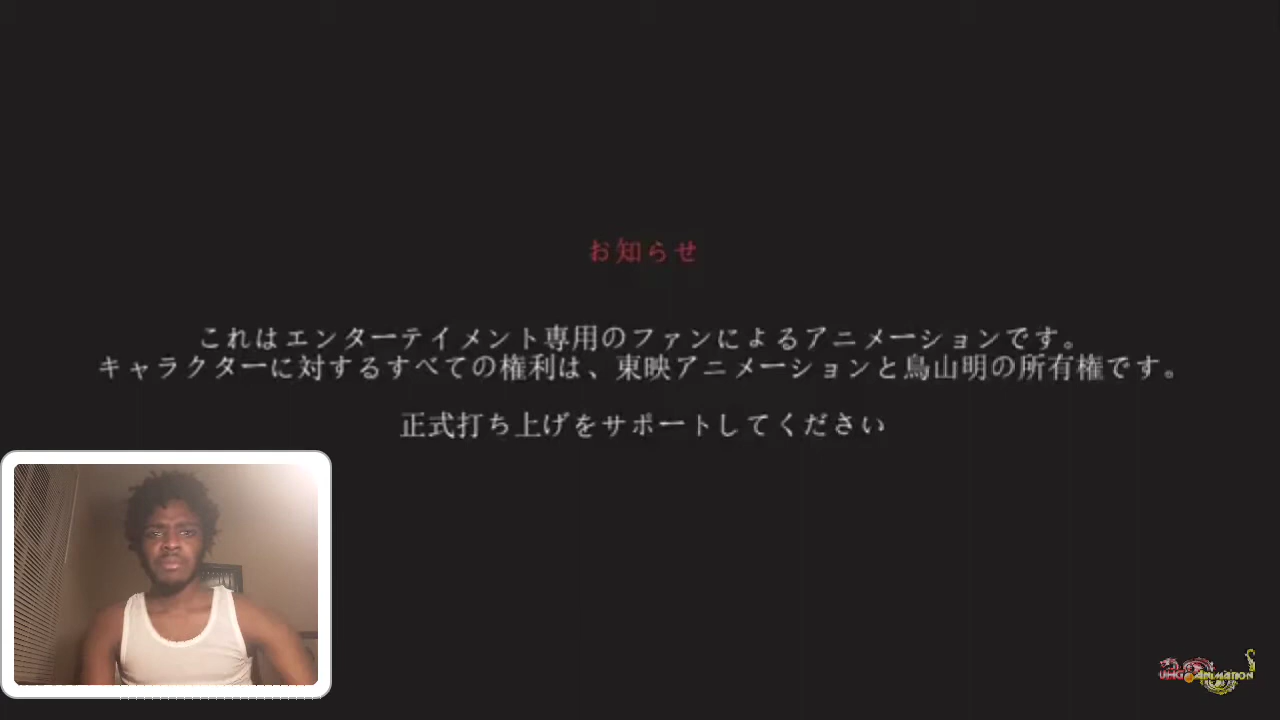 お知らせ
これはエンターテイメント専用のファンによるアニメーションです。
キャラクターに対するすべての権利は、東映アニメーションと鳥山明の所有権です。
正式打ち上げをサポートしてください
UHG ANIMATION